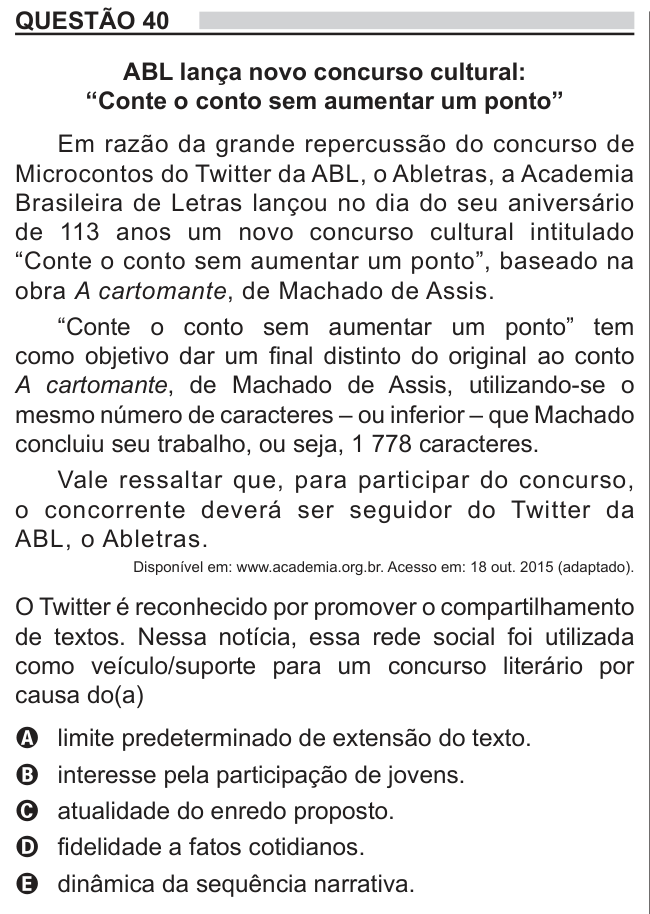 QUESTÃO 40
ABL lança novo concurso cultural:
“Conte o conto sem aumentar um ponto”
Em razão da grande repercussão do concurso de
Microcontos do Twitter da ABL, o Abletras, a Academia
Brasileira de Letras lançou no dia do seu aniversário
de 113 anos um novo concurso cultural intitulado
“Conte o conto sem aumentar um ponto”, baseado na
obra A cartomante, de Machado de Assis.
“Conte o conto sem aumentar um ponto” tem
como objetivo dar um final distinto do original ao conto
A cartomante, de Machado de Assis, utilizando-se o
mesmo número de caracteres – ou inferior – que Machado
concluiu seu trabalho, ou seja, 1 778 caracteres.
Vale ressaltar que, para participar do concurso,
o concorrente deverá ser seguidor do Twitter da
ABL, o Abletras.
Disponível em: www.academia.org.br. Acesso em: 18 out. 2015 (adaptado).
O Twitter é reconhecido por promover o compartilhamento
de textos. Nessa notícia, essa rede social foi utilizada
como veículo/suporte para um concurso literário por
causa do(a)
A limite predeterminado de extensão do texto.
B interesse pela participação de jovens.
C atualidade do enredo proposto.
D fidelidade a fatos cotidianos.
E dinâmica da sequência narrativa.